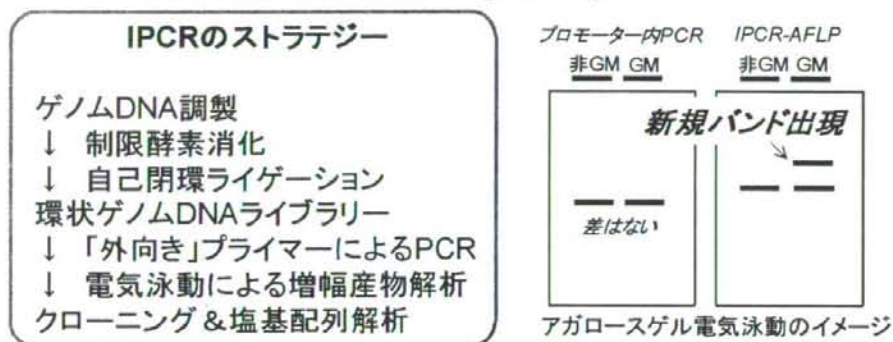 IPCRのストラテジー
ゲノムDNA調製
↓ 制限酵素消化
↓ 自己閉環ライゲーション
環状ゲノムDNAライブラリー
↓ 「外向き」プライマーによるPCR
↓ 電気泳動による増幅産物解析
クローニング&塩基配列解析
プロモーター内PCR IPCR-AFLP
非GM GM 非GM GM
新規バンド出現
差はない
アガロースゲル電気泳動のイメージ